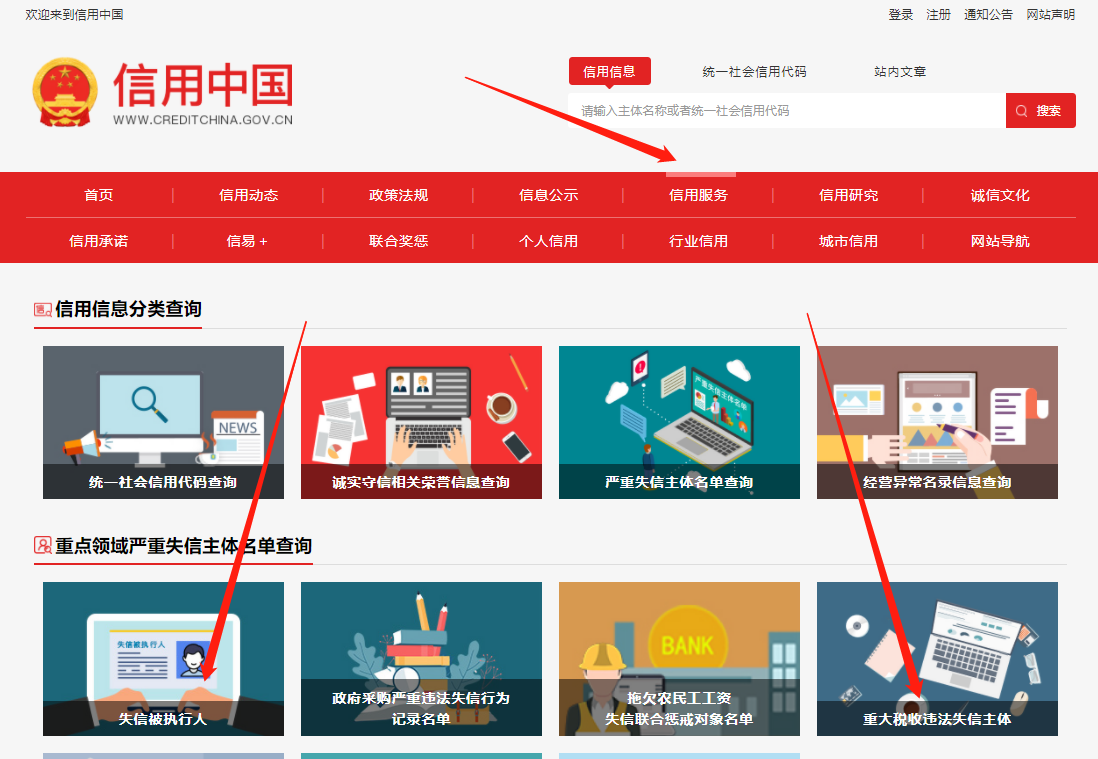 欢迎来到信用中国
登录 注册 通知公告 网站声明
信用中国
WWW.CREDITCHINA.GOV.CN
信用信息 统一社会信用代码 站内文章
请输入主体名称或者统一社会信用代码 搜索
首页 信用动态 政策法规 信息公示 信用服务 信用研究 诚信文化
信用承诺 信易+ 联合奖惩 个人信用 行业信用 城市信用 网站导航
信用信息分类查询
NEWS
严重失信主体名单
统一社会信用代码查询 诚实守信相关荣誉信息查询 严重失信主体名单查询 经营异常名录信息查询
重点领域严重失信主体名单查询
失信被执行人
BANK
失信被执行人
政府采购严重违法失信行为
记录名单
拖欠农民工工资
失信联合惩戒对象名单
重大税收违法失信主体